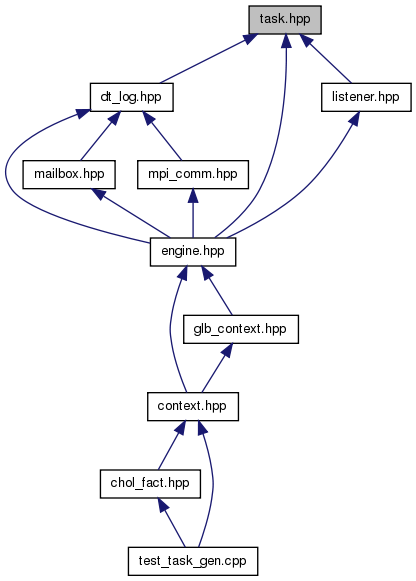 task.hpp
dt_log.hpp
listener.hpp
mailbox.hpp
mpi_comm.hpp
engine.hpp
glb_context.hpp
context.hpp
chol_fact.hpp
test_task_gen.cpp